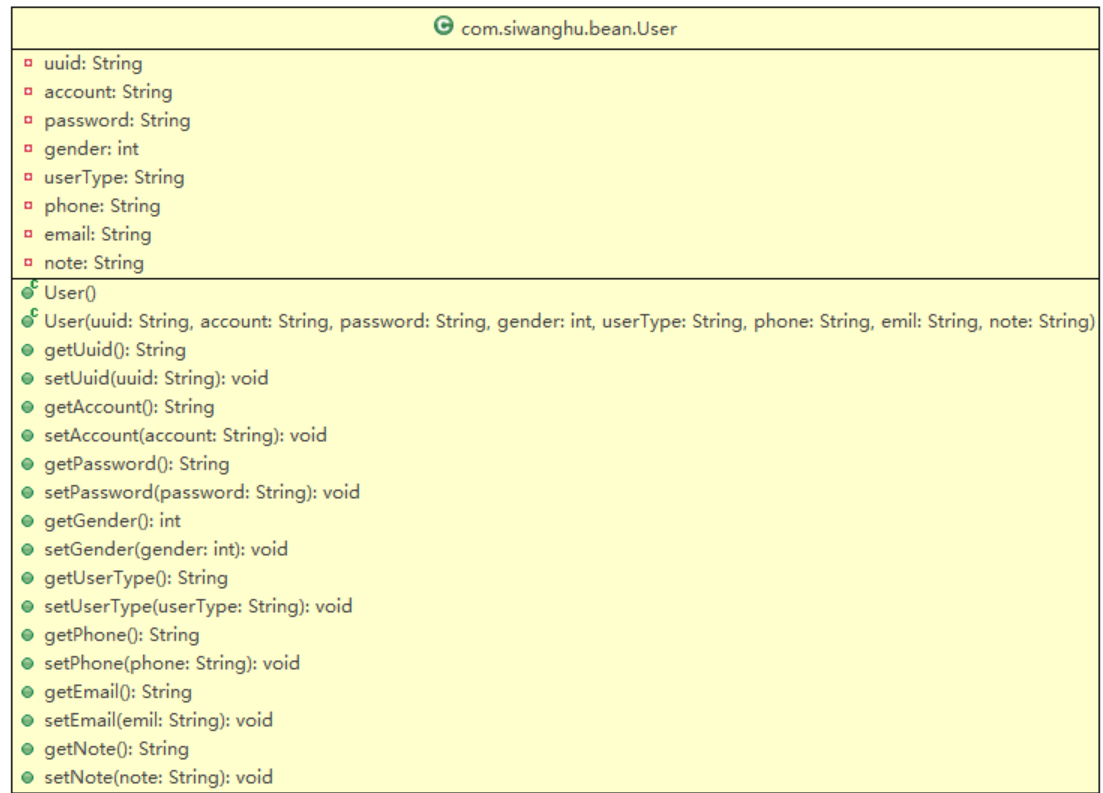 com.siwanghu.bean.User
uuid: String
account: String
password: String
gender: int
userType: String
phone: String
email: String
note: String
User()
User(uuid: String, account: String, password: String, gender: int, userType: String, phone: String, emil: String, note: String)
getUuid(): String
setUuid(uuid: String): void
getAccount(): String
setAccount(account: String): void
getPassword(): String
setPassword(password: String): void
getGender(): int
setGender(gender: int): void
getUserType(): String
setUserType(userType: String): void
getPhone(): String
setPhone(phone: String): void
getEmail(): String
setEmail(emil: String): void
getNote(): String
setNote(note: String): void